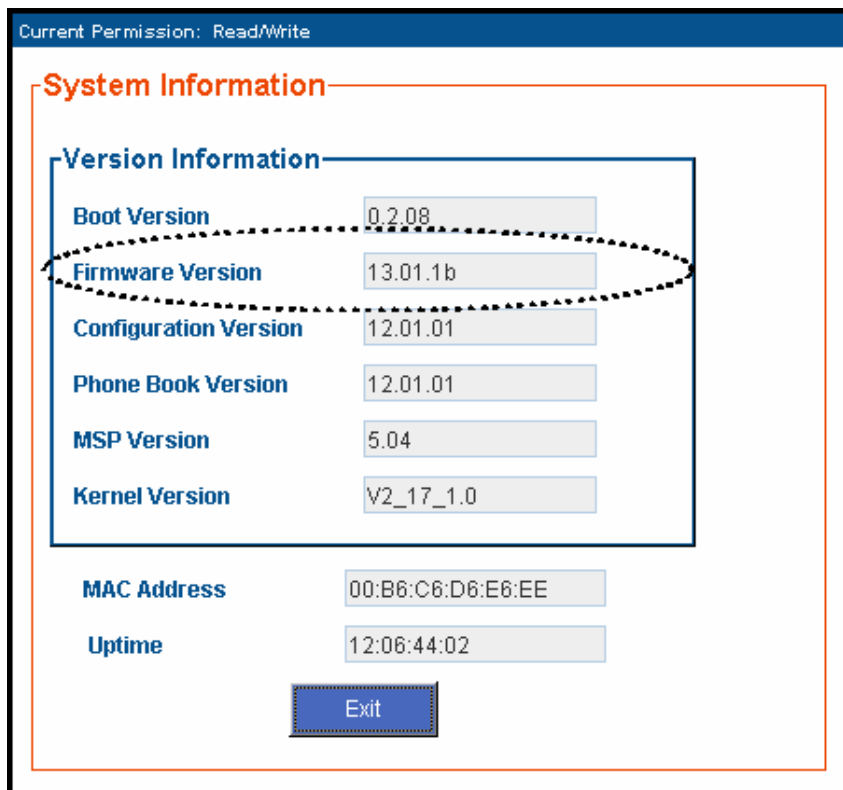 Current Permission: Read/Write
System Information
Version Information
Boot Version 0.2.08
Firmware Version 13.01.1b
Configuration Version 12.01.01
Phone Book Version 12.01.01
MSP Version 5.04
Kernel Version V2_17_1.0
MAC Address 00:B6:C6:D6:E6:EE
Uptime 12:06:44:02
Exit